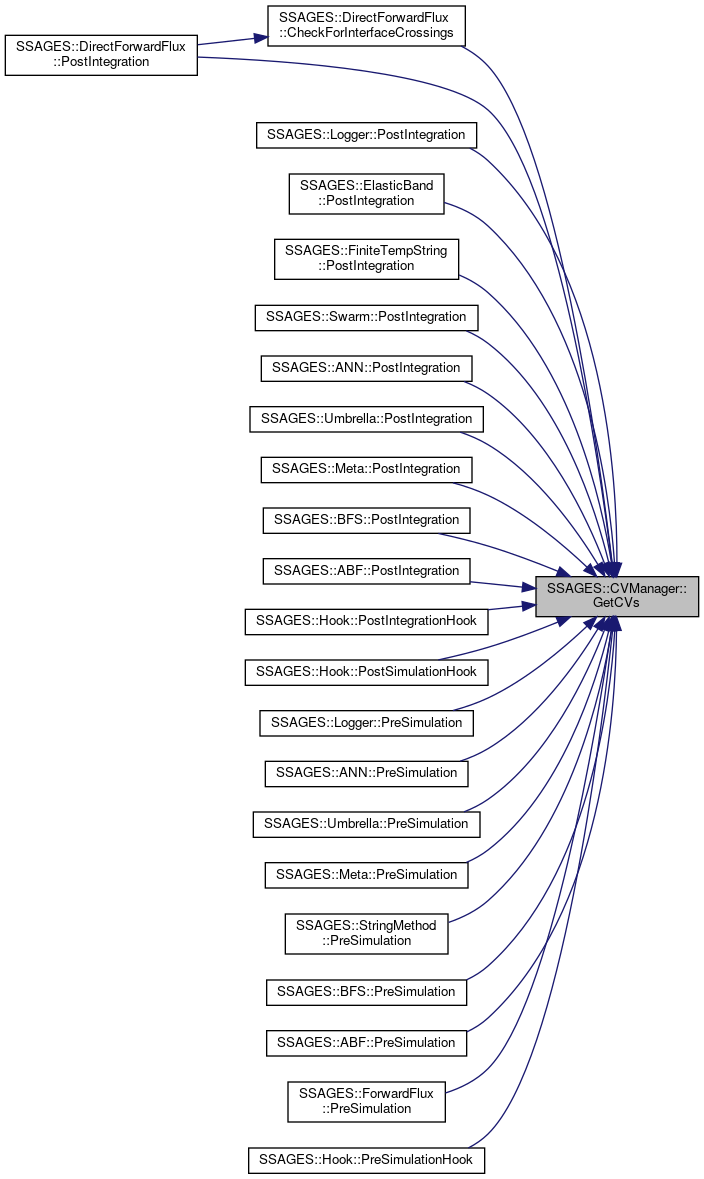 SSAGES::DirectForwardFlux
::CheckForInterfaceCrossings
SSAGES::DirectForwardFlux
::PostIntegration
SSAGES::Logger::PostIntegration
SSAGES::ElasticBand
::PostIntegration
SSAGES::FiniteTempString
::PostIntegration
SSAGES::Swarm::PostIntegration
SSAGES::ANN::PostIntegration
SSAGES::Umbrella::PostIntegration
SSAGES::Meta::PostIntegration
SSAGES::BFS::PostIntegration
SSAGES::ABF::PostIntegration
SSAGES::CVManager::
GetCVs
SSAGES::Hook::PostIntegrationHook
SSAGES::Hook::PostSimulationHook
SSAGES::Logger::PreSimulation
SSAGES::ANN::PreSimulation
SSAGES::Umbrella::PreSimulation
SSAGES::Meta::PreSimulation
SSAGES::StringMethod
::PreSimulation
SSAGES::BFS::PreSimulation
SSAGES::ABF::PreSimulation
SSAGES::ForwardFlux
::PreSimulation
SSAGES::Hook::PreSimulationHook